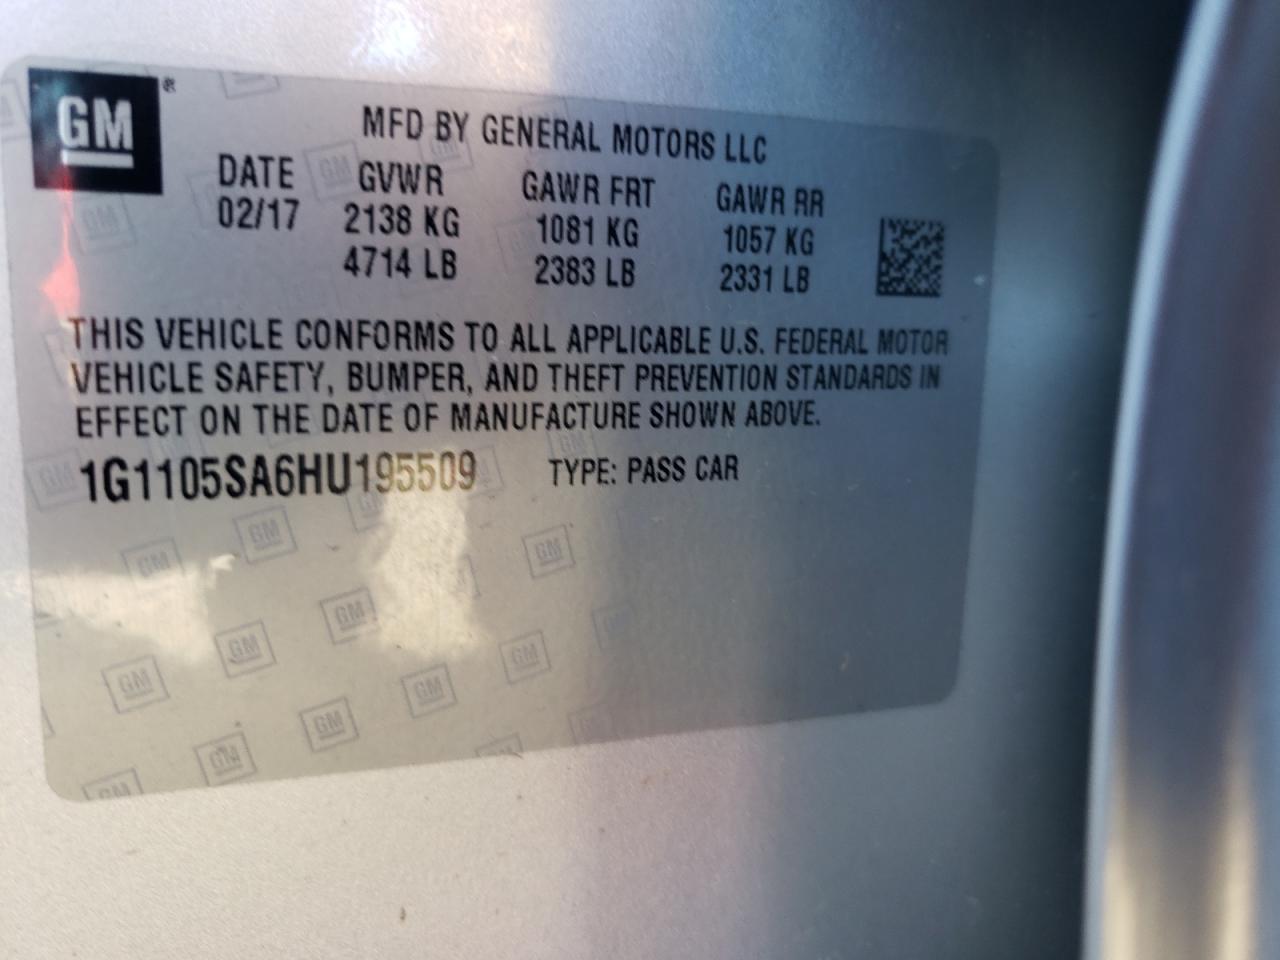 GM ®
MFD BY GENERAL MOTORS LLC
DATE GVWR GAWR FRT GAWR RR
02/17 2138 KG 1081 KG 1057 KG
4714 LB 2383 LB 2331 LB
THIS VEHICLE CONFORMS TO ALL APPLICABLE U.S. FEDERAL MOTOR
VEHICLE SAFETY, BUMPER, AND THEFT PREVENTION STANDARDS IN
EFFECT ON THE DATE OF MANUFACTURE SHOWN ABOVE.
1G1105SA6HU195509 TYPE: PASS CAR